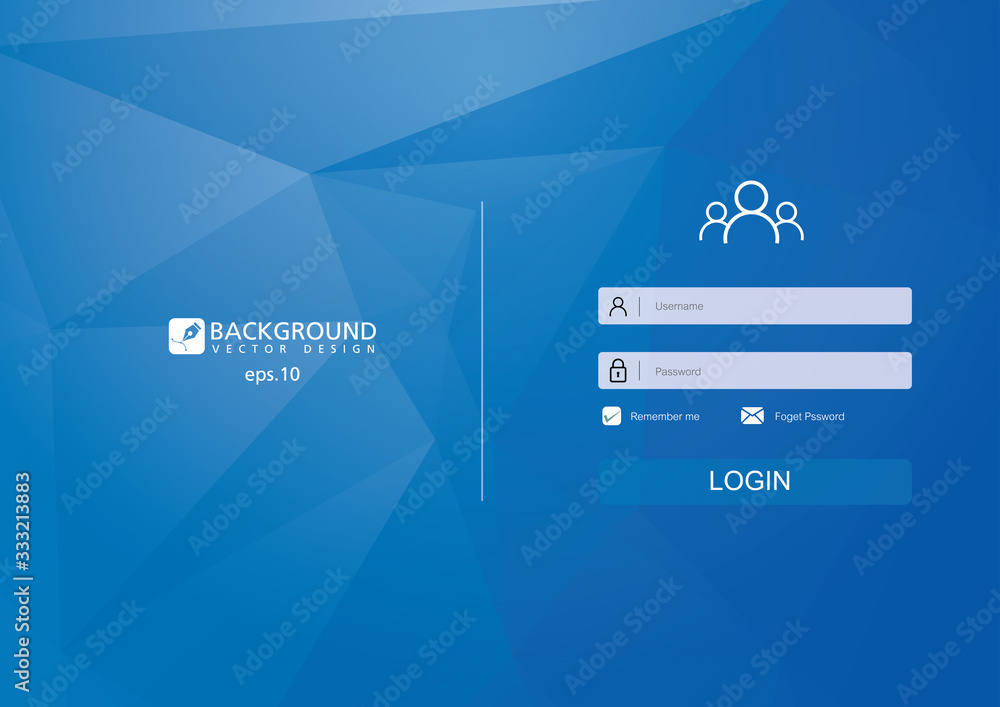 BACKGROUND
VECTOR DESIGN
eps.10
Username
Password
Remember me
Foget Pssword
LOGIN
Adobe Stock | #333213883
Adobe Stock